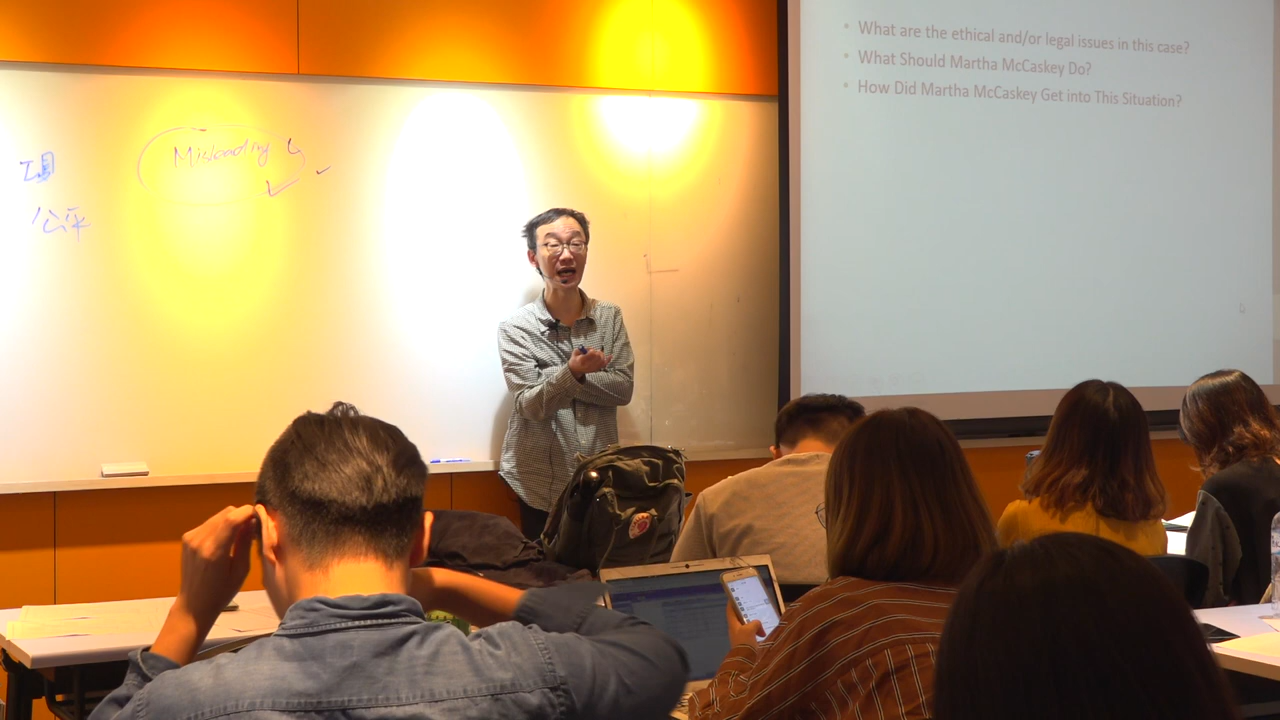 Misleading
公平
• What are the ethical and/or legal issues in this case?
• What Should Martha McCaskey Do?
• How Did Martha McCaskey Get into This Situation?